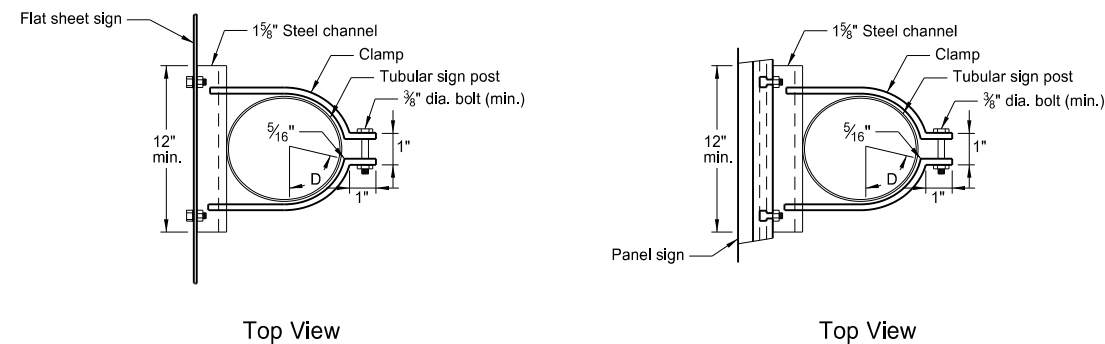 Flat sheet sign
1⅝" Steel channel
Clamp
Tubular sign post
⅜" dia. bolt (min.)
5/16"
12"
min.
1"
D
1"
Top View
1⅝" Steel channel
Clamp
Tubular sign post
⅜" dia. bolt (min.)
5/16"
12"
min.
1"
D
1"
Panel sign
Top View